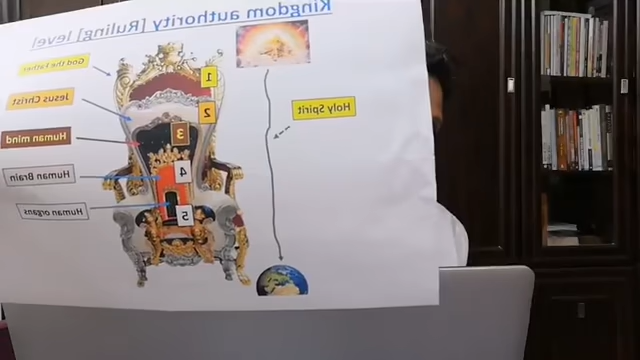 Kingdom authority [Ruling] level]
God the Father
1
Jesus Christ
2
Holy Spirit
Human mind
3
Human Brain
4
Human organs
5